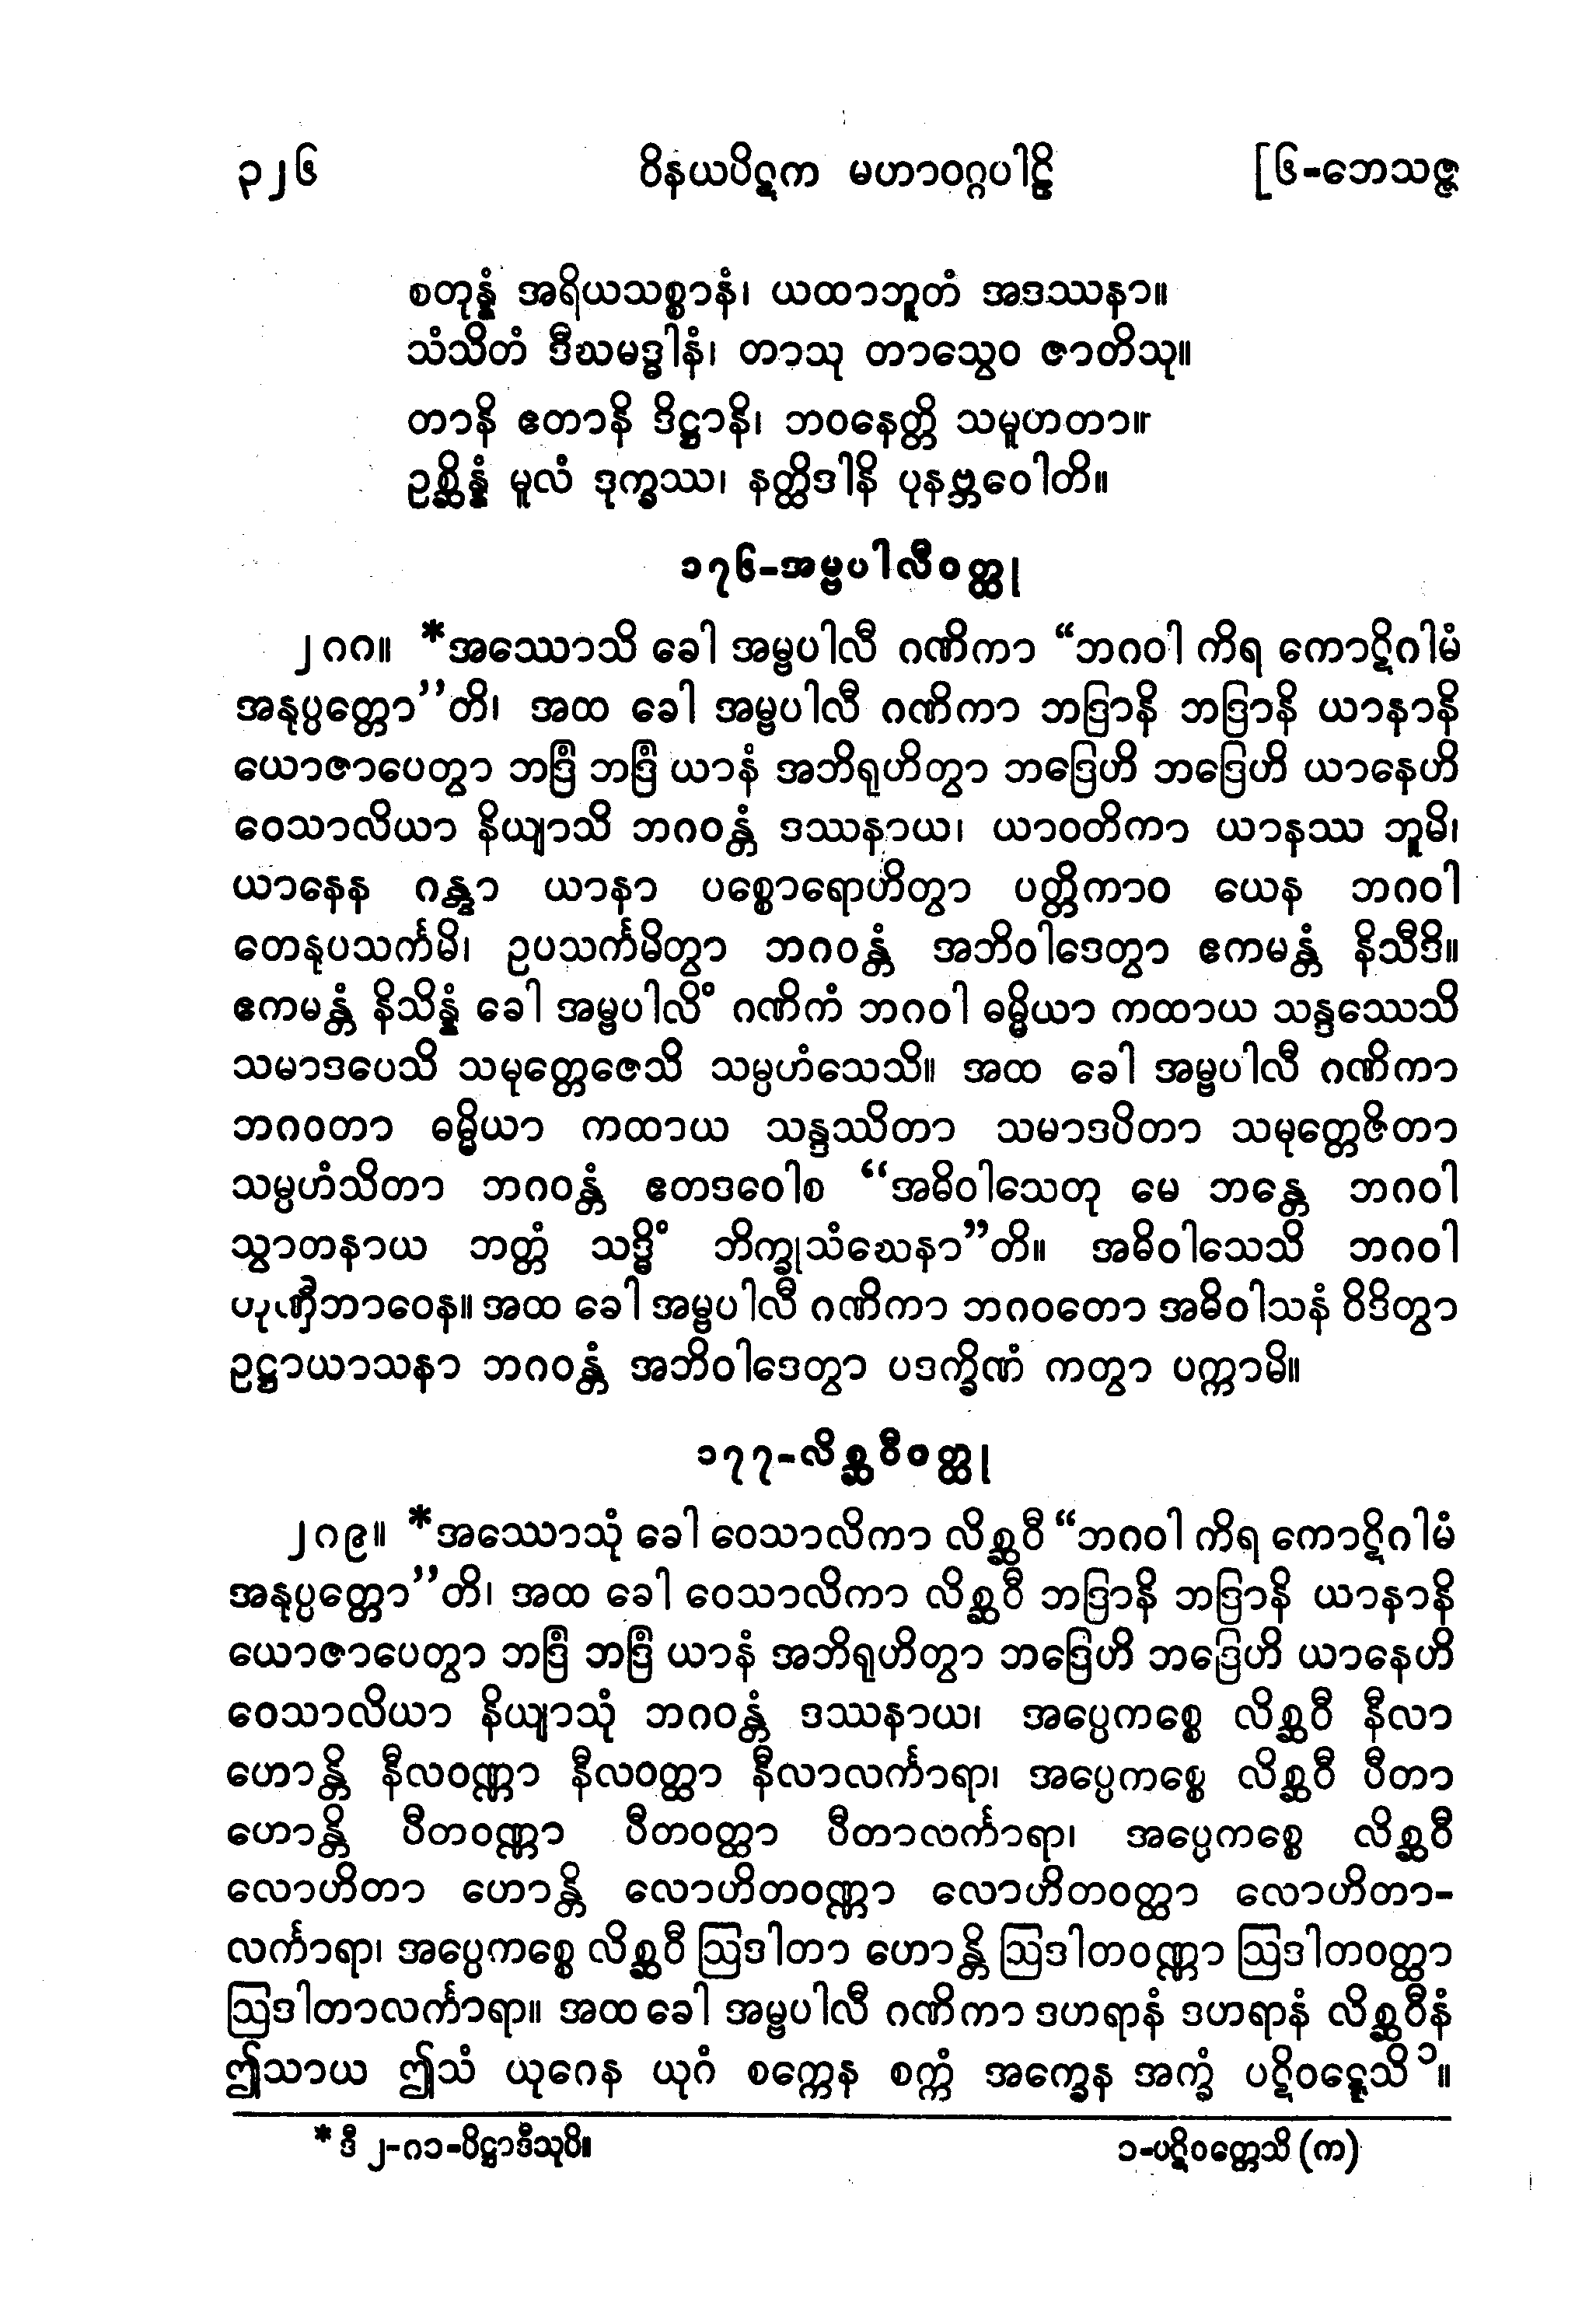 ၃၂၆ ဝိနယပိဋက မဟာဝဂ္ဂပါဠိ [၆-ဘေသဇ္ဇ
စတုန္နံ အရိယသစ္စာနံ၊ ယထာဘူတံ အဒဿနာ။
သံသိတံ ဒီဃမဒ္ဓါနံ၊ တာသု တာသွေဝ ဇာတိသု။
တာနိ ဧတာနိ ဒိဋ္ဌာနိ၊ ဘဝနေတ္တိ သမူဟတာ။
ဥစ္ဆိန္နံ မူလံ ဒုက္ခဿ၊ နတ္ထိဒါနိ ပုနဗ္ဘဝေါတိ။
၁၇၆-အမ္ဗပါလီဝတ္ထု
၂၈၈။ *အဿောသိ ခေါ အမ္ဗပါလီ ဂဏိကာ “ဘဂဝါ ကိရ ကောဋိဂါမံ
အနုပ္ပတ္တော”တိ၊ အထ ခေါ အမ္ဗပါလီ ဂဏိကာ ဘဒြာနိ ဘဒြာနိ ယာနာနိ
ယောဇာပေတွာ ဘဒြံ ဘဒြံ ယာနံ အဘိရုဟိတွာ ဘဒြေဟိ ဘဒြေဟိ ယာနေဟိ
ဝေသာလိယာ နိယျာသိ ဘဂဝန္တံ ဒဿနာယ၊ ယာဝတိကာ ယာနဿ ဘူမိ၊
ယာနေန ဂန္တွာ ယာနာ ပစ္စောရောဟိတွာ ပတ္တိကာဝ ယေန ဘဂဝါ
တေနုပသင်္ကမိ၊ ဥပသင်္ကမိတွာ ဘဂဝန္တံ အဘိဝါဒေတွာ ဧကမန္တံ နိသီဒိ။
ဧကမန္တံ နိသိန္နံ ခေါ အမ္ဗပါလိံ ဂဏိကံ ဘဂဝါ ဓမ္မိယာ ကထာယ သန္ဒဿေသိ
သမာဒပေသိ သမုတ္တေဇေသိ သမ္ပဟံသေသိ။ အထ ခေါ အမ္ဗပါလီ ဂဏိကာ
ဘဂဝတာ ဓမ္မိယာ ကထာယ သန္ဒဿိတာ သမာဒပိတာ သမုတ္တေဇိတာ
သမ္ပဟံသိတာ ဘဂဝန္တံ ဧတဒဝေါစ “အဓိဝါသေတု မေ ဘန္တေ ဘဂဝါ
သွာတနာယ ဘတ္တံ သဒ္ဓိံ ဘိက္ခုသံဃေနာ”တိ။ အဓိဝါသေသိ ဘဂဝါ
တုဏှီဘာဝေန။ အထ ခေါ အမ္ဗပါလီ ဂဏိကာ ဘဂဝတော အဓိဝါသနံ ဝိဒိတွာ
ဥဋ္ဌာယာသနာ ဘဂဝန္တံ အဘိဝါဒေတွာ ပဒက္ခိဏံ ကတွာ ပက္ကာမိ။
၁၇၇-လိစ္ဆဝီဝတ္ထု
၂၈၉။ *အဿောသုံ ခေါ ဝေသာလိကာ လိစ္ဆဝီ “ဘဂဝါ ကိရ ကောဋိဂါမံ
အနုပ္ပတ္တော”တိ၊ အထ ခေါ ဝေသာလိကာ လိစ္ဆဝီ ဘဒြာနိ ဘဒြာနိ ယာနာနိ
ယောဇာပေတွာ ဘဒြံ ဘဒြံ ယာနံ အဘိရုဟိတွာ ဘဒြေဟိ ဘဒြေဟိ ယာနေဟိ
ဝေသာလိယာ နိယျာသုံ ဘဂဝန္တံ ဒဿနာယ၊ အပ္ပေကစ္စေ လိစ္ဆဝီ နီလာ
ဟောန္တိ နီလဝဏ္ဏာ နီလဝတ္ထာ နီလာလင်္ကာရာ၊ အပ္ပေကစ္စေ လိစ္ဆဝီ ပီတာ
ဟောန္တိ ပီတဝဏ္ဏာ ပီတဝတ္ထာ ပီတာလင်္ကာရာ၊ အပ္ပေကစ္စေ လိစ္ဆဝီ
လောဟိတာ ဟောန္တိ လောဟိတဝဏ္ဏာ လောဟိတဝတ္ထာ လောဟိတာ-
လင်္ကာရာ၊ အပ္ပေကစ္စေ လိစ္ဆဝီ ဩဒါတာ ဟောန္တိ ဩဒါတဝဏ္ဏာ ဩဒါတဝတ္ထာ
ဩဒါတာလင်္ကာရာ။ အထ ခေါ အမ္ဗပါလီ ဂဏိကာ ဒဟရာနံ ဒဟရာနံ လိစ္ဆဝီနံ
ဤသာယ ဤသံ ယုဂေန ယုဂံ စက္ကေန စက္ကံ အက္ခေန အက္ခံ ပဋိဝဋ္ဋေသိ၁။
* ဒီ ၂-၈၁-ပိဋ္ဌာဒီသုပိ။ ၁-ပဋိဝတ္တေသိ (က)